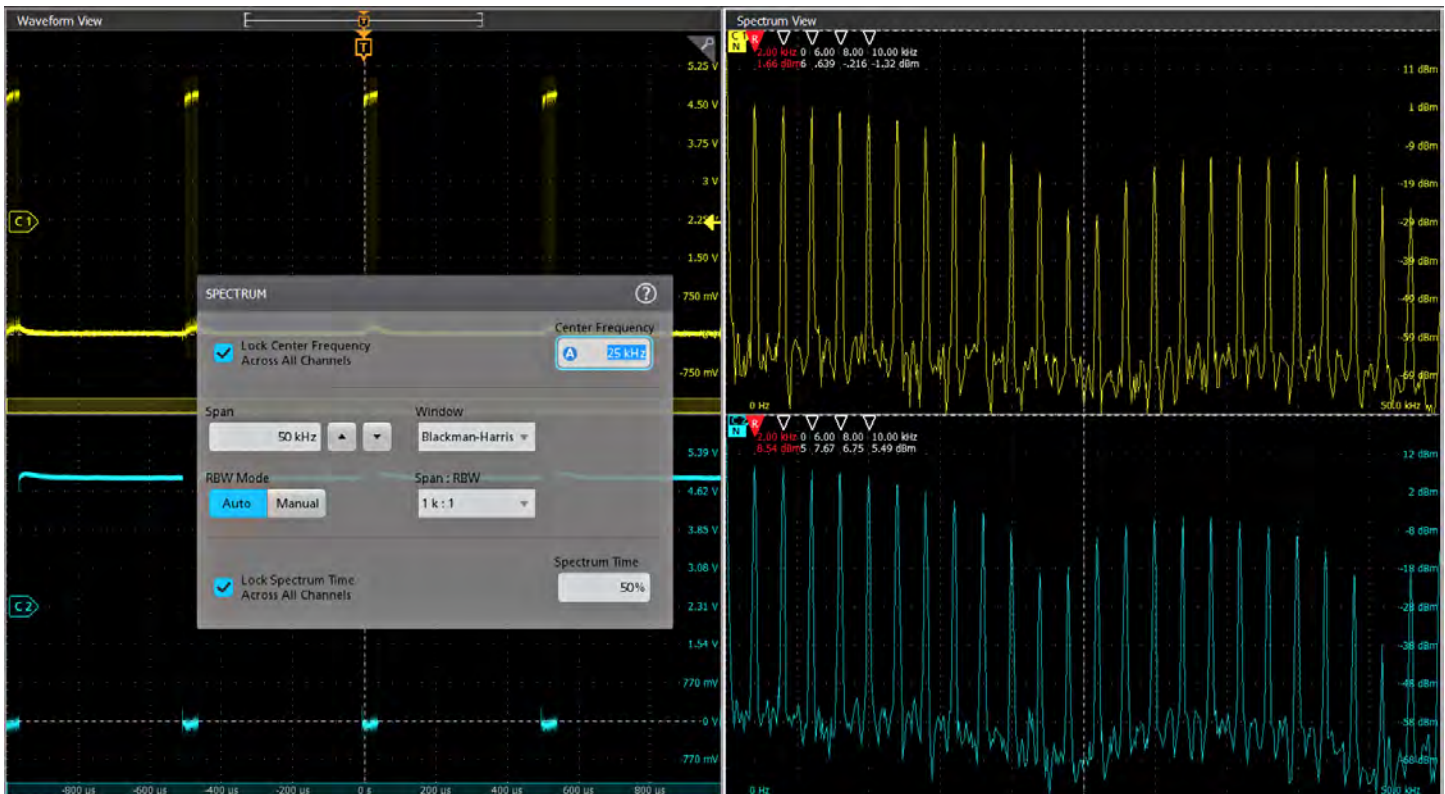 Waveform View
T
T
5.25 V
4.50 V
3.75 V
3 V
C 1
1.50 V
750 mV
-750 mV
SPECTRUM
?
Lock Center Frequency
Across All Channels
Center Frequency
A 25 kHz
Span
50 kHz
Window
Blackman-Harris
RBW Mode
Auto Manual
Span : RBW
1 k : 1
Lock Spectrum Time
Across All Channels
Spectrum Time
50%
5.39 V
4.62 V
3.85 V
3.08 V
C 2
2.31 V
1.54 V
770 mV
0 V
-770 mV
-800 us -600 us -400 us -200 us 0 s 200 us 400 us 600 us 800 us
Spectrum View
C 1
N
R
2.00 kHz 0 6.00 8.00 10.00 kHz
1.66 dBm 6 .639 -.216 -1.32 dBm
11 dBm
1 dBm
-9 dBm
-19 dBm
-29 dBm
-39 dBm
-49 dBm
-59 dBm
-69 dBm
0 Hz 50.0 kHz
N
R
2.00 kHz 0 6.00 8.00 10.00 kHz
8.54 dBm 5 7.67 6.75 5.49 dBm
12 dBm
2 dBm
-8 dBm
-18 dBm
-28 dBm
-38 dBm
-48 dBm
-58 dBm
-68 dBm
0 Hz 50.0 kHz